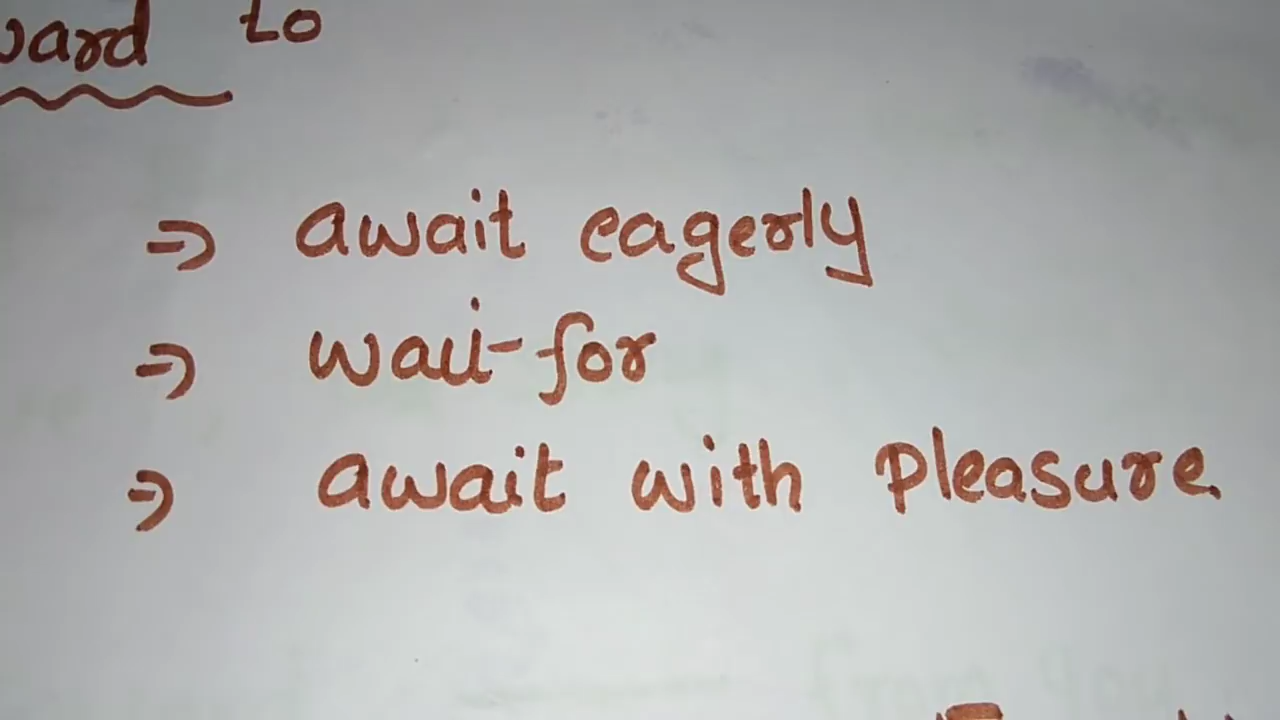 ward to
⇒ await eagerly
⇒ wait-for
⇒ await with pleasure